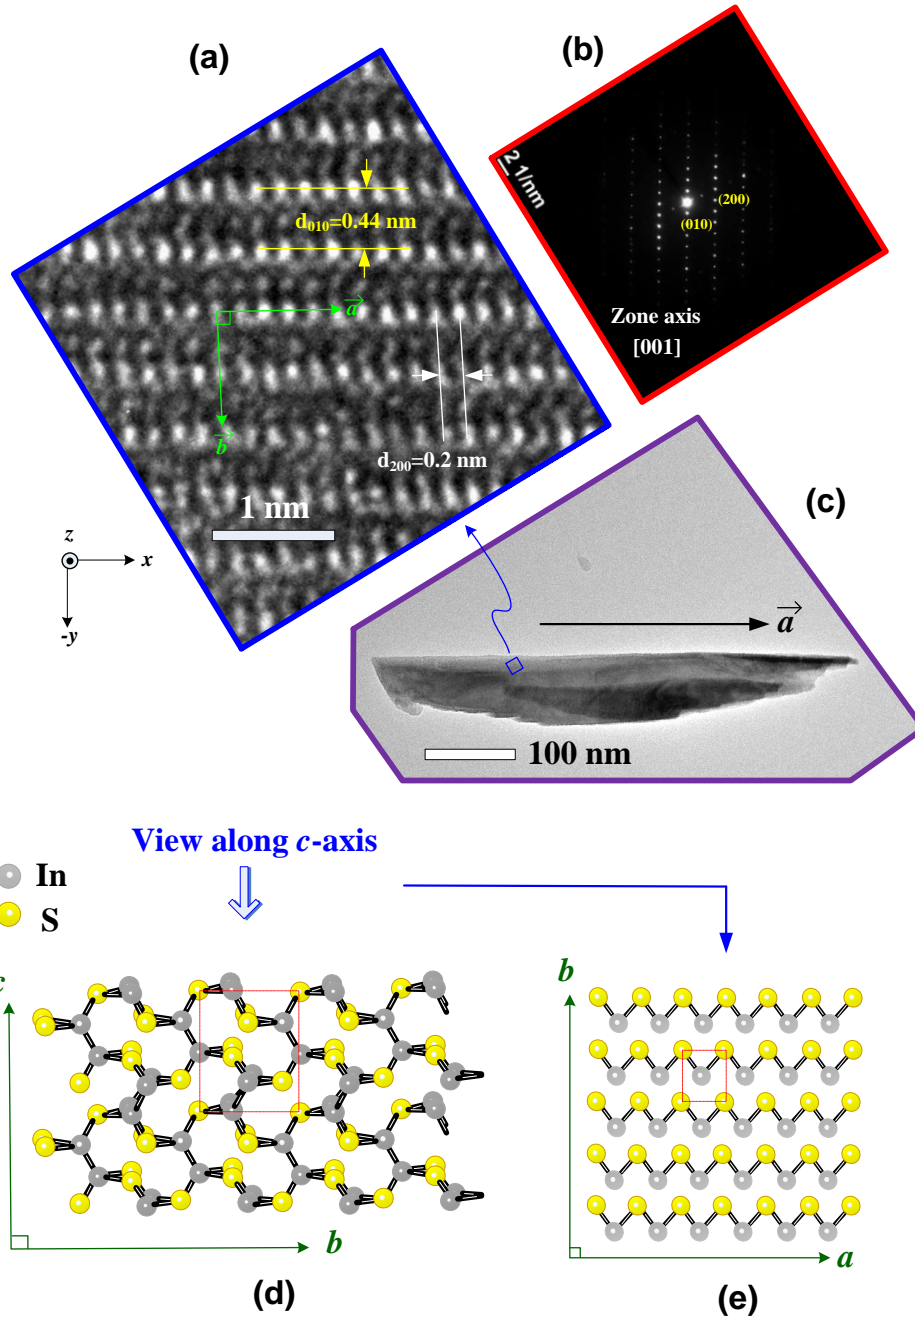 (a)
(b)
d010=0.44 nm
2 1/nm
(200)
(010)
a
Zone axis
[001]
b
d200=0.2 nm
(c)
1 nm
z
x
-y
a
100 nm
View along c-axis
In
S
c
b
b
a
(d)
(e)